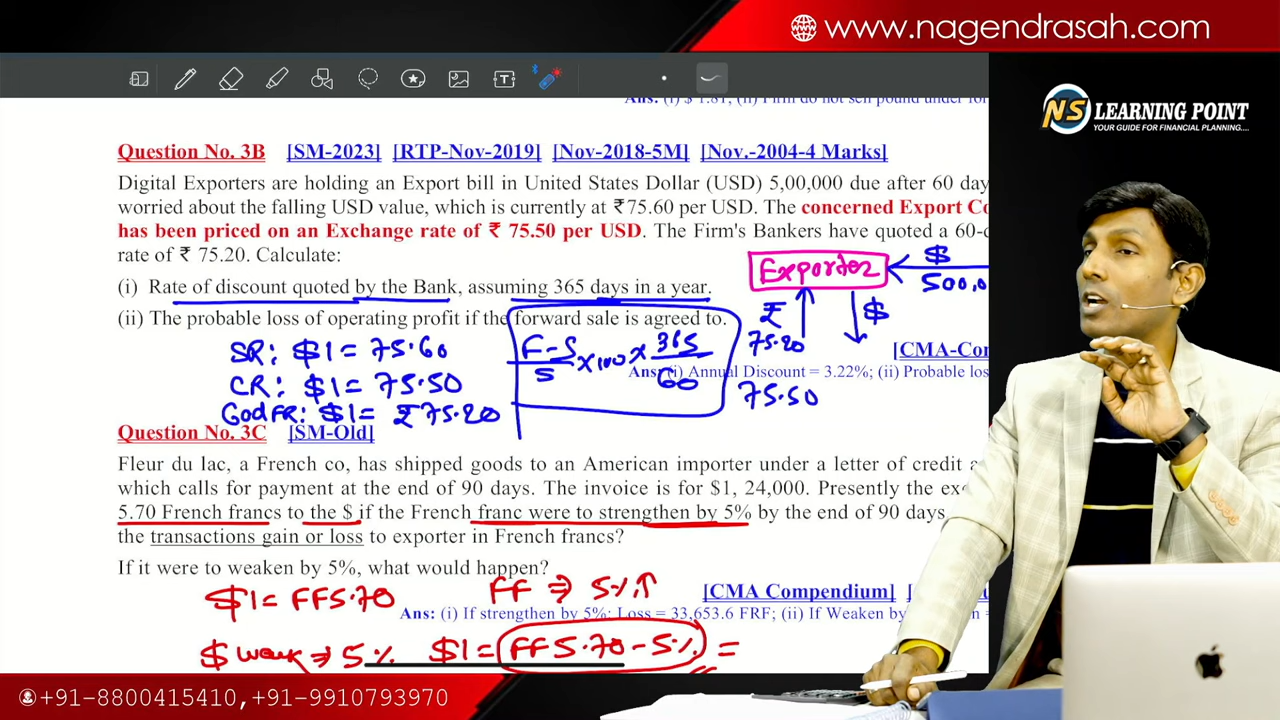 www.nagendrasah.com
NS LEARNING POINT
YOUR GUIDE FOR FINANCIAL PLANNING....
Question No. 3B [SM-2023] [RTP-Nov-2019] [Nov-2018-5M] [Nov.-2004-4 Marks]
Digital Exporters are holding an Export bill in United States Dollar (USD) 5,00,000 due after 60 day
worried about the falling USD value, which is currently at ₹75.60 per USD. The concerned Export Co
has been priced on an Exchange rate of ₹ 75.50 per USD. The Firm's Bankers have quoted a 60-d
rate of ₹ 75.20. Calculate:
Exporter
$
500,0
(i) Rate of discount quoted by the Bank, assuming 365 days in a year.
(ii) The probable loss of operating profit if the forward sale is agreed to.
₹
75.20
$
75.50
SR: $1 = 75.60
CR: $1 = 75.50
60d FR: $1 = ₹75.20
F-S/S × 100 × 365/60
[CMA-Co
Ans: (i) Annual Discount = 3.22%; (ii) Probable los
Question No. 3C [SM-Old]
Fleur du lac, a French co, has shipped goods to an American importer under a letter of credit a
which calls for payment at the end of 90 days. The invoice is for $1, 24,000. Presently the ex
5.70 French francs to the $ if the French franc were to strengthen by 5% by the end of 90 days
the transactions gain or loss to exporter in French francs?
If it were to weaken by 5%, what would happen?
[CMA Compendium]
Ans: (i) If strengthen by 5%: Loss = 33,653.6 FRF; (ii) If Weaken by
$1 = FF5.70
FF ⇒ 5% ↑
$ weak ⇒ 5%
$1 = FF 5.70 - 5% =
+91-8800415410,+91-9910793970